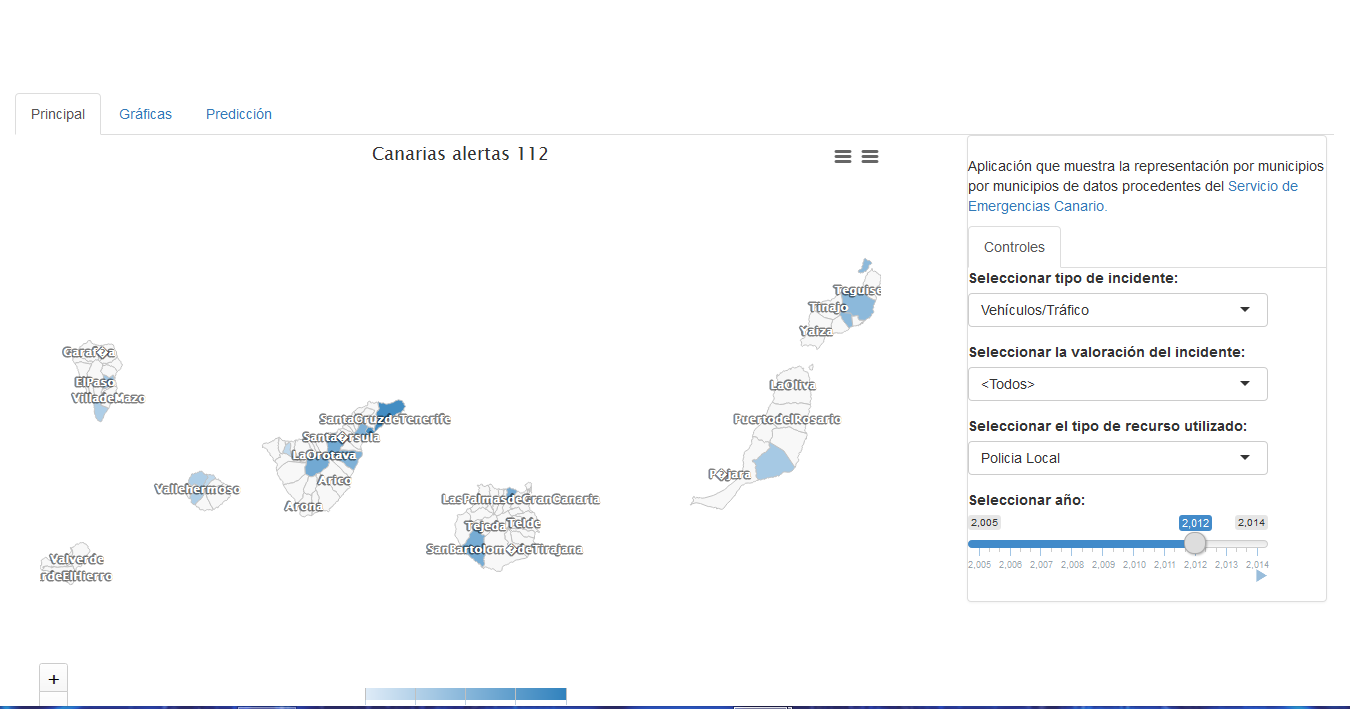 Principal
Gráficas
Predicción
Canarias alertas 112
Aplicación que muestra la representación por municipios
por municipios de datos procedentes del Servicio de
Emergencias Canario.
Controles
Seleccionar tipo de incidente:
Vehículos/Tráfico
Seleccionar la valoración del incidente:
<Todos>
Seleccionar el tipo de recurso utilizado:
Policia Local
Seleccionar año:
2,005
2,012
2,014
2,005 2,006 2,007 2,008 2,009 2,010 2,011 2,012 2,013 2,014
Teguise
Tinajo
Yaiza
Garaf�a
ElPaso
VilladeMazo
LaOliva
PuertodelRosario
P�jara
SantaCruzdeTenerife
Santa�rsula
LaOrotava
Arico
Arona
Vallehermoso
LasPalmasdeGranCanaria
Tejeda
Telde
SanBartolom�deTirajana
Valverde
rdeElHierro
+